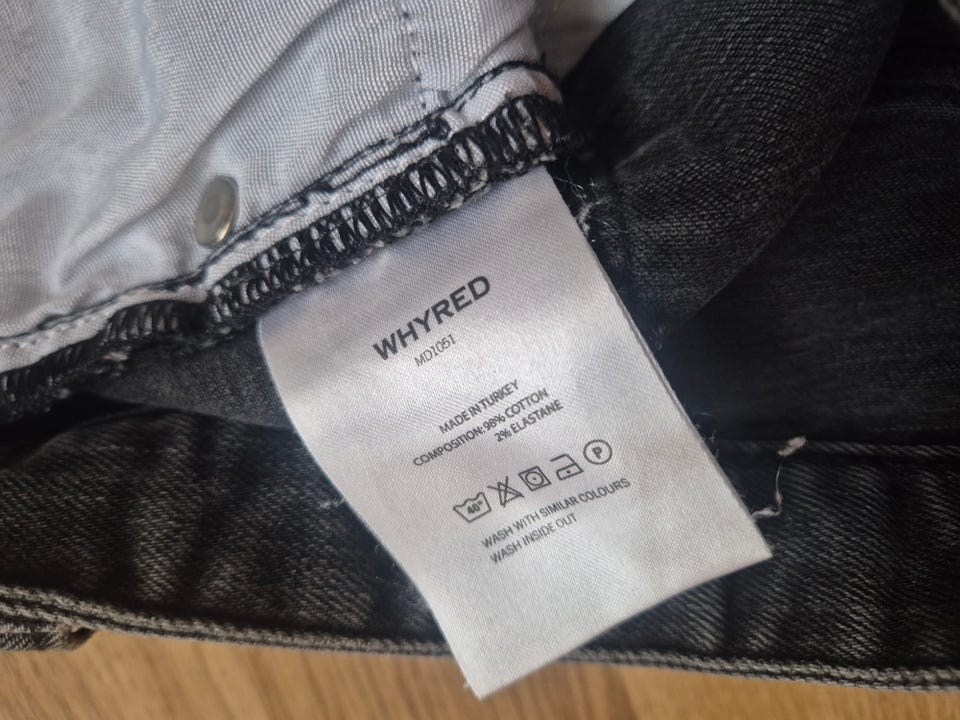 WHYRED
MD1051
MADE IN TURKEY
COMPOSITION:98% COTTON
2% ELASTANE
40° P
WASH WITH SIMILAR COLOURS
WASH INSIDE OUT